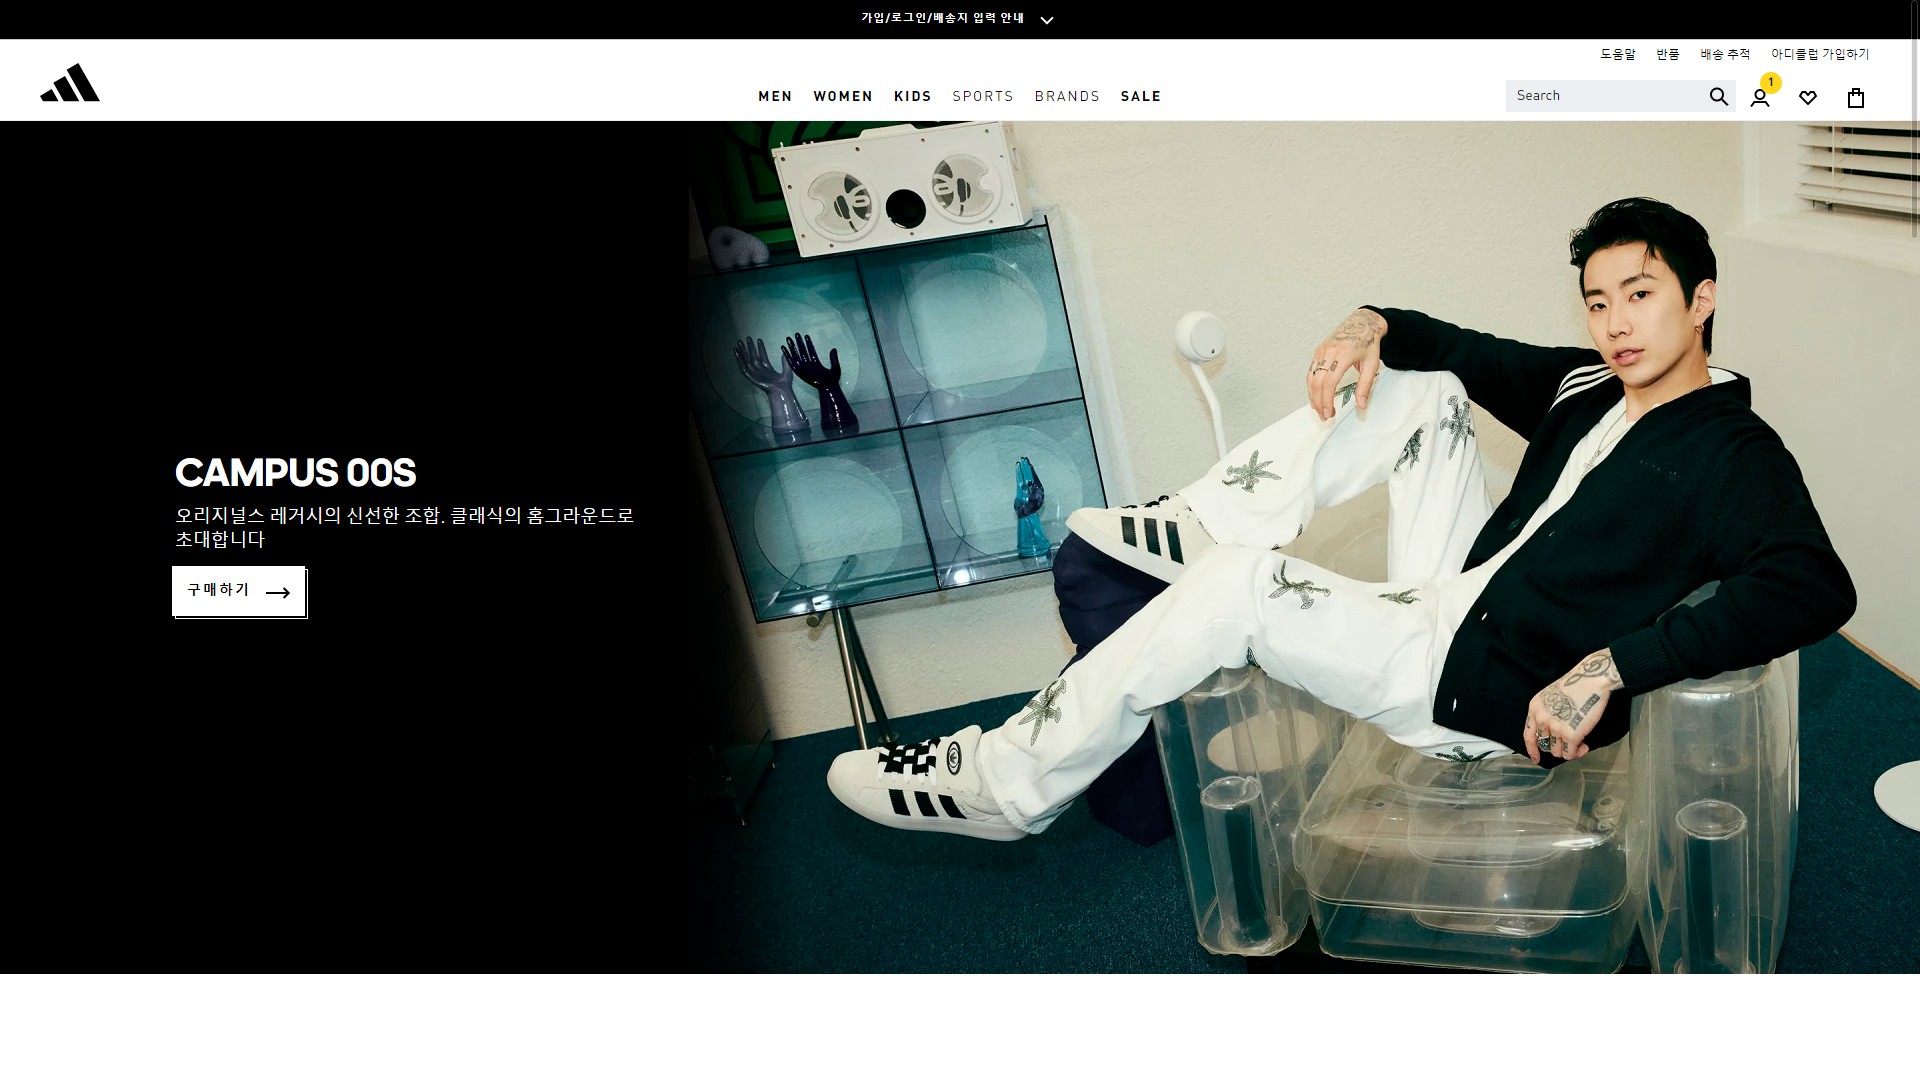 가입/로그인/배송지 입력 안내
도움말 반품 배송 추적 아디클럽 가입하기
MEN WOMEN KIDS SPORTS BRANDS SALE
Search
1
CAMPUS 00S
오리지널스 레거시의 신선한 조합. 클래식의 홈그라운드로
초대합니다
구매하기